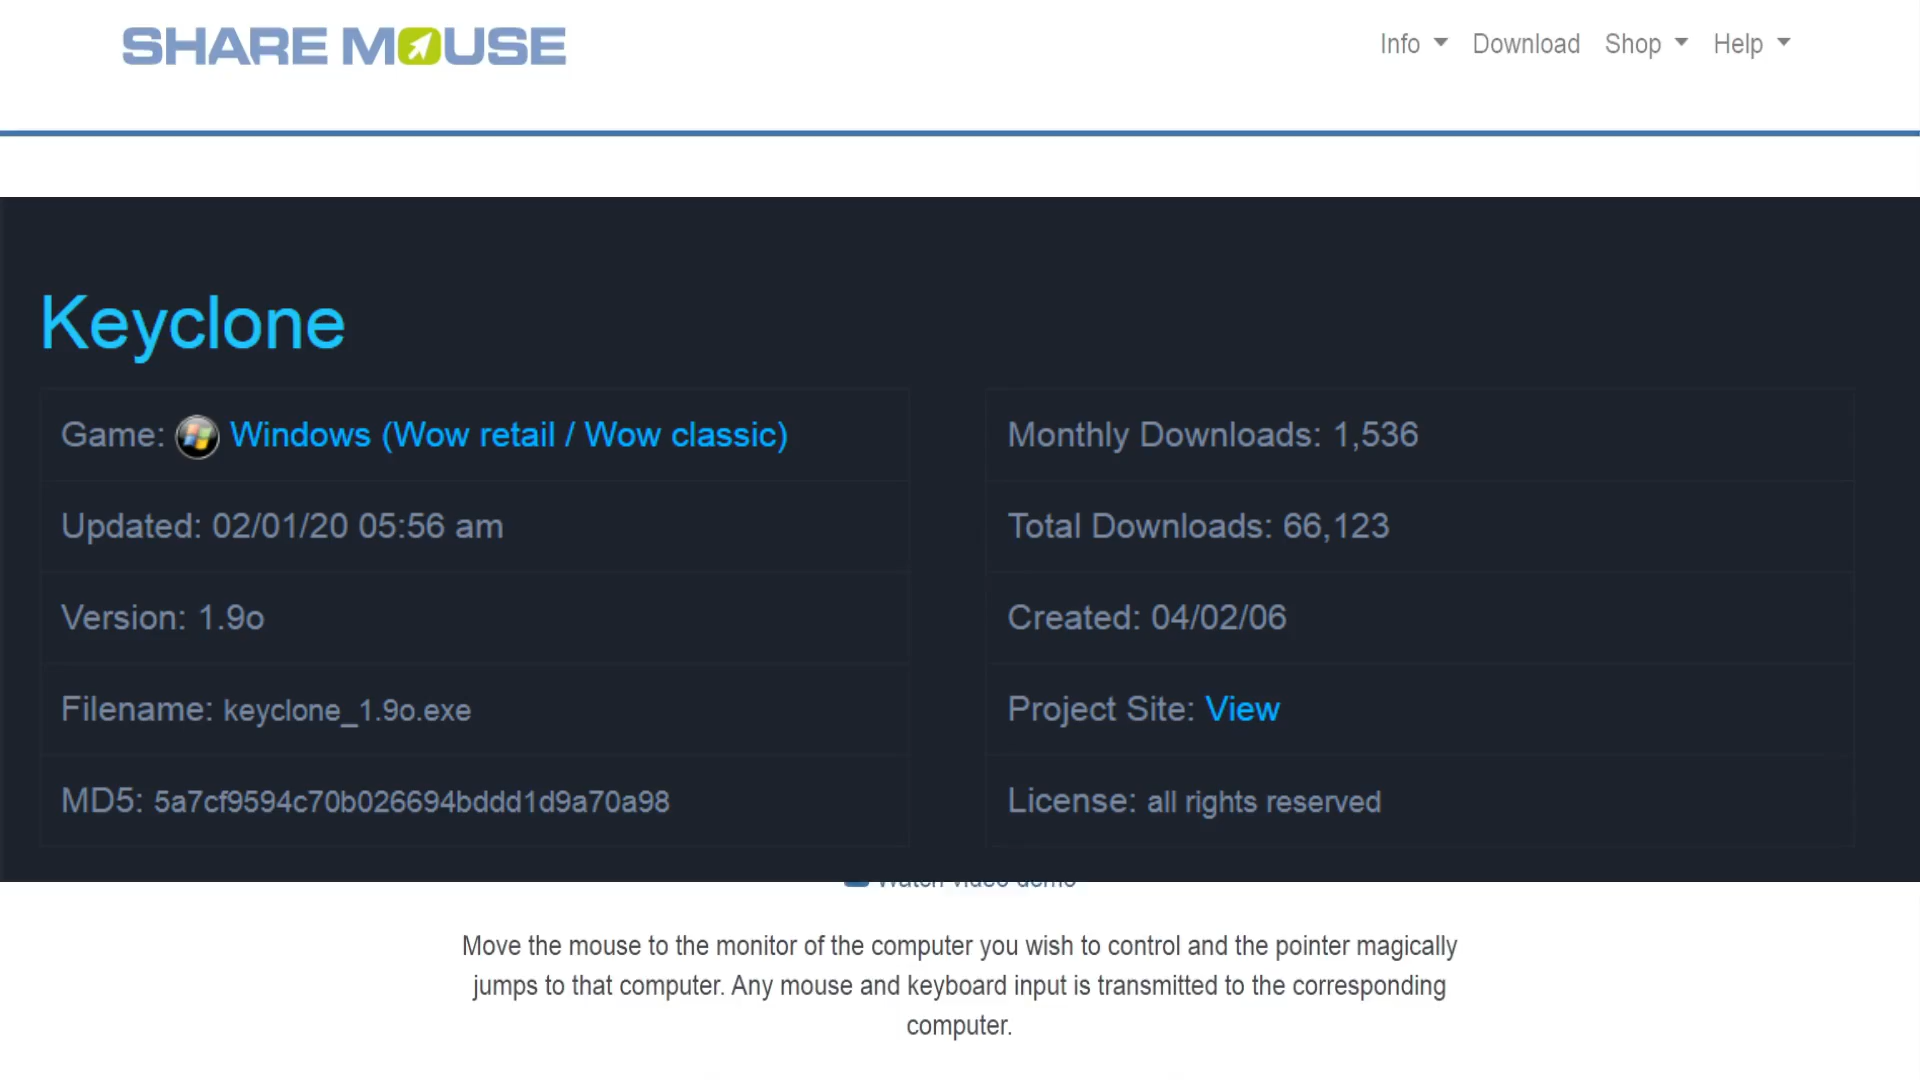 SHARE MOUSE
Info Download Shop Help
Keyclone
Game: Windows (Wow retail / Wow classic)
Updated: 02/01/20 05:56 am
Version: 1.9o
Filename: keyclone_1.9o.exe
MD5: 5a7cf9594c70b026694bddd1d9a70a98
Monthly Downloads: 1,536
Total Downloads: 66,123
Created: 04/02/06
Project Site: View
License: all rights reserved
Watch video demo
Move the mouse to the monitor of the computer you wish to control and the pointer magically
jumps to that computer. Any mouse and keyboard input is transmitted to the corresponding
computer.